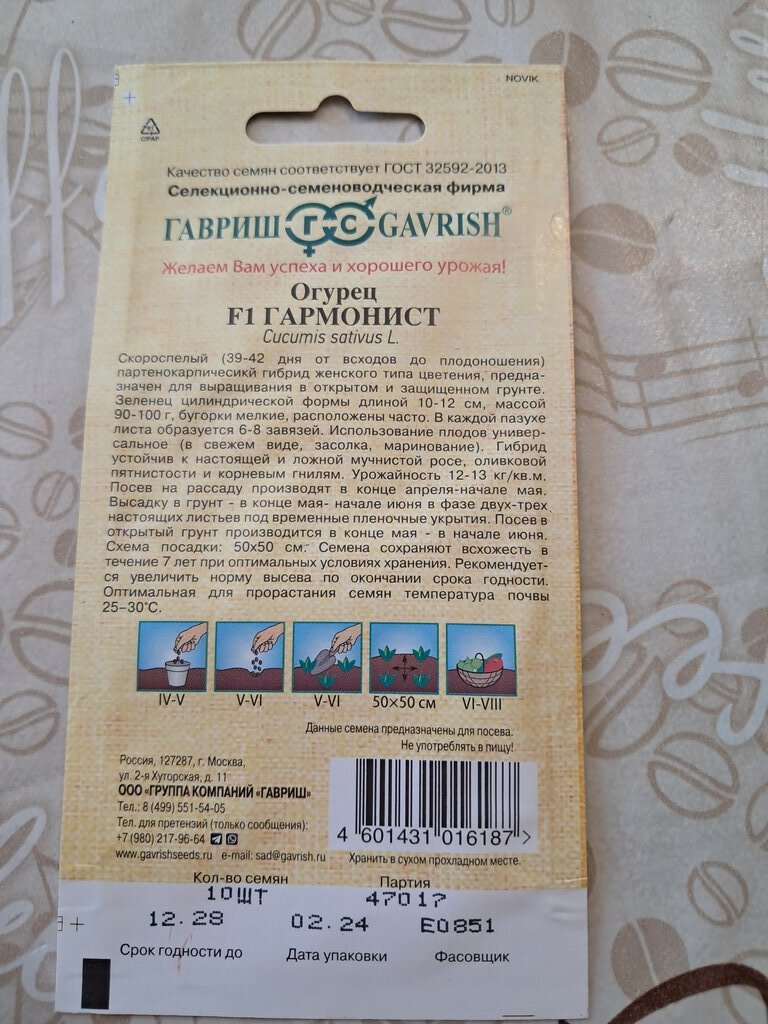 NOVIK
81
C/PAP
Качество семян соответствует ГОСТ 32592-2013
Селекционно-семеноводческая фирма
ГАВРИШ ГС GAVRISH®
Желаем Вам успеха и хорошего урожая!
Огурец
F1 ГАРМОНИСТ
Cucumis sativus L.
Скороспелый (39-42 дня от всходов до плодоношения)
партенокарпичесикй гибрид женского типа цветения, предна-
значен для выращивания в открытом и защищенном грунте.
Зеленец цилиндрической формы длиной 10-12 см, массой
90-100 г, бугорки мелкие, расположены часто. В каждой пазухе
листа образуется 6-8 завязей. Использование плодов универ-
сальное (в свежем виде, засолка, маринование). Гибрид
устойчив к настоящей и ложной мучнистой росе, оливковой
пятнистости и корневым гнилям. Урожайность 12-13 кг/кв.м.
Посев на рассаду производят в конце апреля-начале мая.
Высадку в грунт - в конце мая- начале июня в фазе двух-трех
настоящих листьев под временные пленочные укрытия. Посев в
открытый грунт производится в конце мая - в начале июня.
Схема посадки: 50х50 см. Семена сохраняют всхожесть в
течение 7 лет при оптимальных условиях хранения. Рекомендует-
ся увеличить норму высева по окончании срока годности.
Оптимальная для прорастания семян температура почвы
25–30°С.
IV-V V-VI V-VI 50×50 см VI-VIII
Данные семена предназначены для посева.
Не употреблять в пищу!
Россия, 127287, г. Москва,
ул. 2-я Хуторская, д. 11
ООО «ГРУППА КОМПАНИЙ «ГАВРИШ»
Тел.: 8 (499) 551-54-05
Тел. для претензий (только сообщения):
+7 (980) 217-96-64
www.gavrishseeds.ru e-mail: sad@gavrish.ru
4 601431 016187 >
Хранить в сухом прохладном месте.
Кол-во семян Партия
10ШТ 47017
12.28 02.24 E0851
Срок годности до Дата упаковки Фасовщик